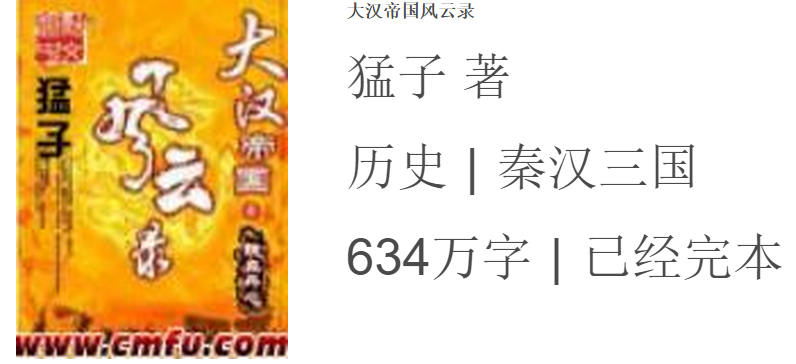 大汉帝国
风云录
猛子
www.cmfu.com
大汉帝国风云录
猛子 著
历史 | 秦汉三国
634万字 | 已经完本